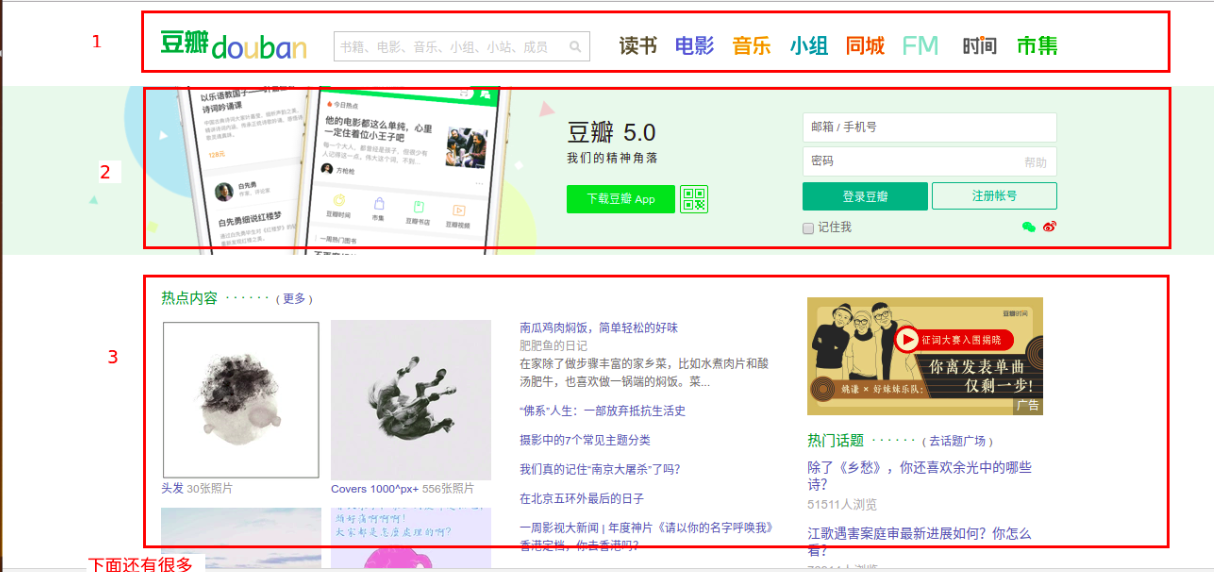 1
豆瓣douban
书籍、电影、音乐、小组、小站、成员
读书 电影 音乐 小组 同城 FM 时间 市集
2
以乐语教国子
诗词吟诵课
128元
白先勇
白先勇细说红楼梦
今日热点
他的电影都这么单纯，心里
一定住着位小王子吧
方枪枪
豆瓣时间 市集 豆瓣书店 豆瓣视频
一周热门图书
豆瓣 5.0
我们的精神角落
下载豆瓣 App
邮箱 / 手机号
密码 帮助
登录豆瓣 注册帐号
记住我
3
热点内容 · · · · · · ( 更多 )
头发 30张照片
Covers 1000^px+ 556张照片
大家都是怎麽處理的啊?
南瓜鸡肉焖饭，简单轻松的好味
肥肥鱼的日记
在家除了做步骤丰富的家乡菜，比如水煮肉片和酸
汤肥牛，也喜欢做一锅端的焖饭。菜...
“佛系”人生：一部放弃抵抗生活史
摄影中的7个常见主题分类
我们真的记住“南京大屠杀”了吗?
在北京五环外最后的日子
一周影视大新闻 | 年度神片《请以你的名字呼唤我》
香港定档，你去香港吗?
豆瓣时间
征词大赛入围揭晓
你离发表单曲
仅剩一步!
姚谦 × 好妹妹乐队:
广告
热门话题 · · · · · · ( 去话题广场 )
除了《乡愁》，你还喜欢余光中的哪些
诗?
51511人浏览
江歌遇害案庭审最新进展如何？你怎么
看?
下面还有很多